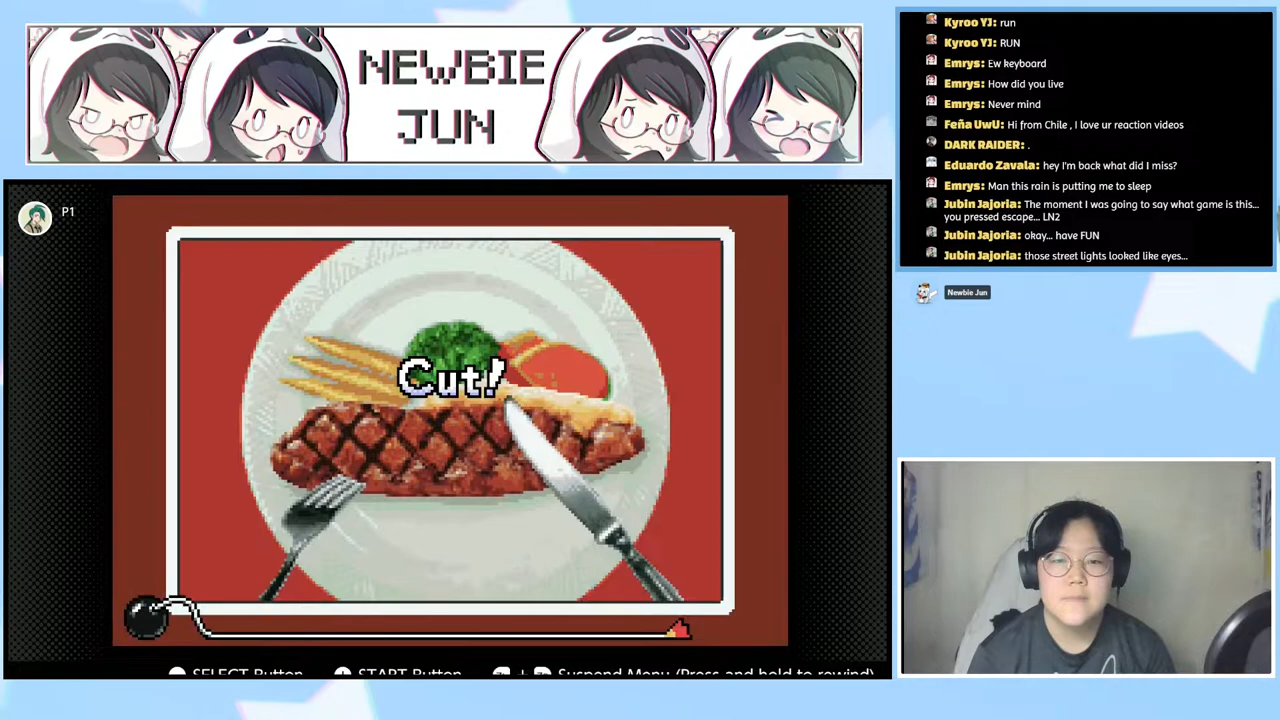 NEWBIE
JUN
P1
Cut!
SELECT Button
START Button
Suspend Menu (Press and hold to rewind)
Kyroo YJ: run
Kyroo YJ: RUN
Emrys: Ew keyboard
Emrys: How did you live
Emrys: Never mind
Feña UwU: Hi from Chile , I love ur reaction videos
DARK RAIDER: .
Eduardo Zavala: hey I'm back what did I miss?
Emrys: Man this rain is putting me to sleep
Jubin Jajoria: The moment I was going to say what game is this...
you pressed escape... LN2
Jubin Jajoria: okay... have FUN
Jubin Jajoria: those street lights looked like eyes...
Newbie Jun